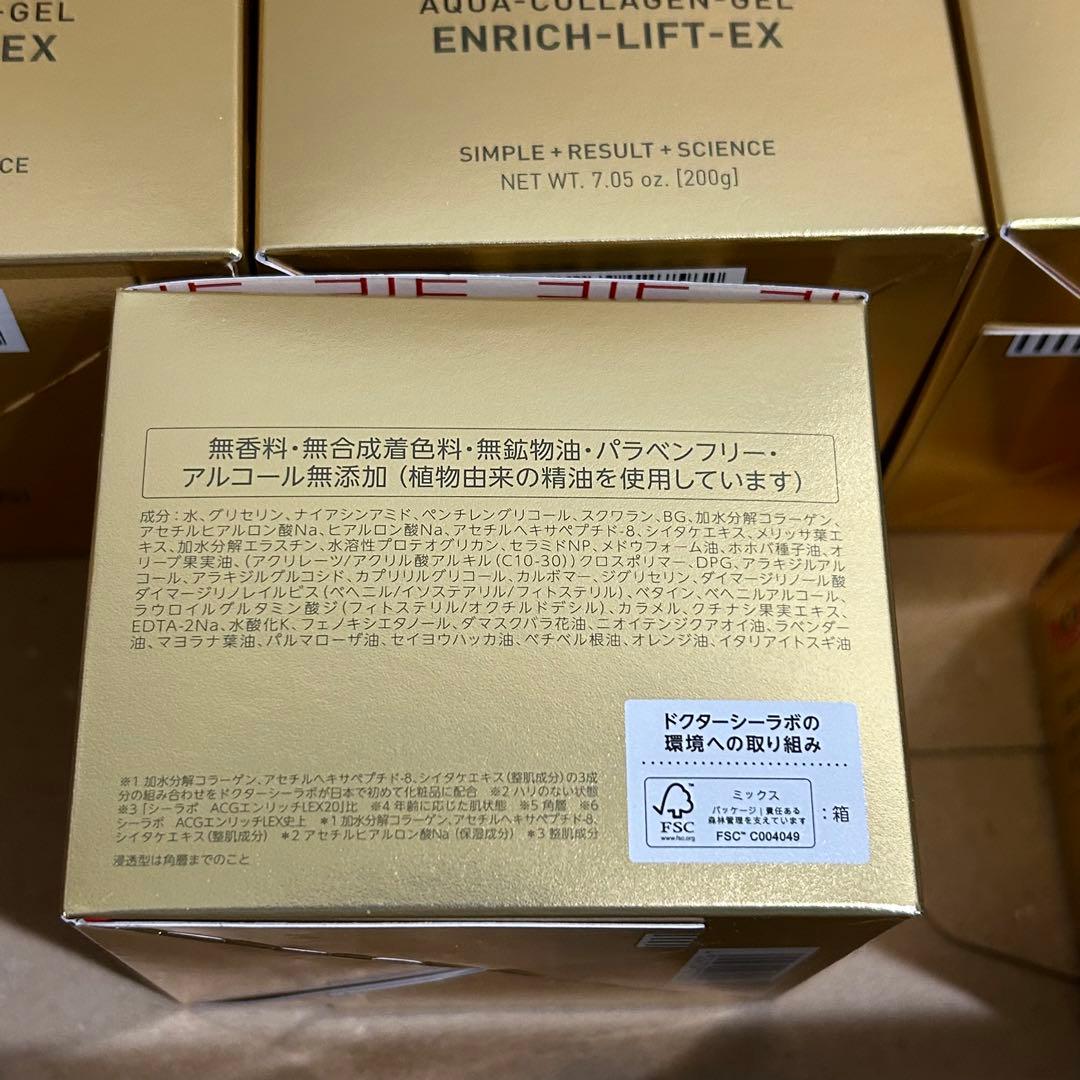 -GEL
EX
CE
AQUA-COLLAGEN-GEL
ENRICH-LIFT-EX
SIMPLE + RESULT + SCIENCE
NET WT. 7.05 oz. [200g]
無香料・無合成着色料・無鉱物油・パラベンフリー・
アルコール無添加 (植物由来の精油を使用しています)
成分：水、グリセリン、ナイアシンアミド、ペンチレングリコール、スクワラン、BG、加水分解コラーゲン、
アセチルヒアルロン酸Na、ヒアルロン酸Na、アセチルヘキサペプチド-8、シイタケエキス、メリッサ葉エ
キス、加水分解エラスチン、水溶性プロテオグリカン、セラミドNP、メドウフォーム油、ホホバ種子油、オ
リーブ果実油、(アクリレーツ/アクリル酸アルキル(C10-30))クロスポリマー、DPG、アラキジルアル
コール、アラキジルグルコシド、カプリリルグリコール、カルボマー、ジグリセリン、ダイマージリノール酸
ダイマージリノレイルビス(ベヘニル/イソステアリル/フィトステリル)、ベタイン、ベヘニルアルコール、
ラウロイルグルタミン酸ジ(フィトステリル/オクチルドデシル)、カラメル、クチナシ果実エキス、
EDTA-2Na、水酸化K、フェノキシエタノール、ダマスクバラ花油、ニオイテンジクアオイ油、ラベンダー
油、マヨラナ葉油、パルマローザ油、セイヨウハッカ油、ベチベル根油、オレンジ油、イタリアイトスギ油
※1 加水分解コラーゲン、アセチルヘキサペプチド-8、シイタケエキス(整肌成分)の3成
分の組み合わせをドクターシーラボが日本で初めて化粧品に配合 ※2 ハリのない状態
※3「シーラボ ACGエンリッチLEX20」比 ※4 年齢に応じた肌状態 ※5 角層 ※6
シーラボ ACGエンリッチLEX史上 *1 加水分解コラーゲン、アセチルヘキサペプチド-8、
シイタケエキス(整肌成分) *2 アセチルヒアルロン酸Na (保湿成分) *3 整肌成分
浸透型は角層までのこと
ドクターシーラボの
環境への取り組み
FSC
www.fsc.org
ミックス
パッケージ | 責任ある
森林管理を支えています
FSC™ C004049
：箱